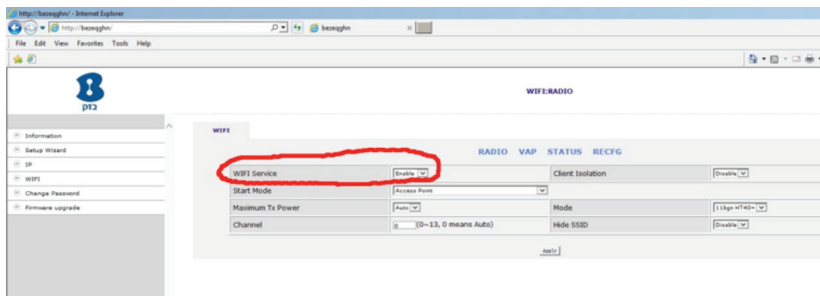 http://bezeqghn/ - Internet Explorer
http://bezeqghn/
bezeqghn
File Edit View Favorites Tools Help
בזק
WIFI:RADIO
Information
Setup Wizard
IP
WIFI
Change Password
Firmware upgrade
WIFI
RADIO VAP STATUS RECFG
WIFI Service Enable Client Isolation Disable
Start Mode Access Point
Maximum Tx Power Auto Mode 11bgn HT40+
Channel 0 (0~13, 0 means Auto) Hide SSID Disable
Apply